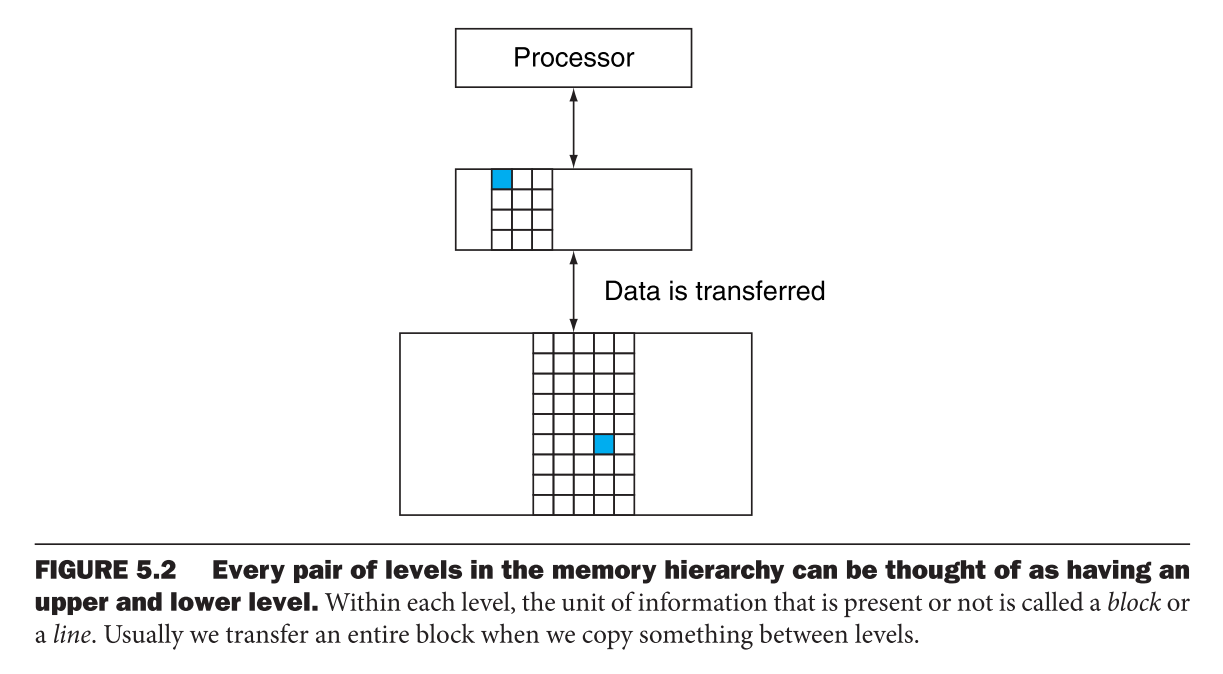 Processor
Data is transferred
FIGURE 5.2 Every pair of levels in the memory hierarchy can be thought of as having an
upper and lower level. Within each level, the unit of information that is present or not is called a block or
a line. Usually we transfer an entire block when we copy something between levels.